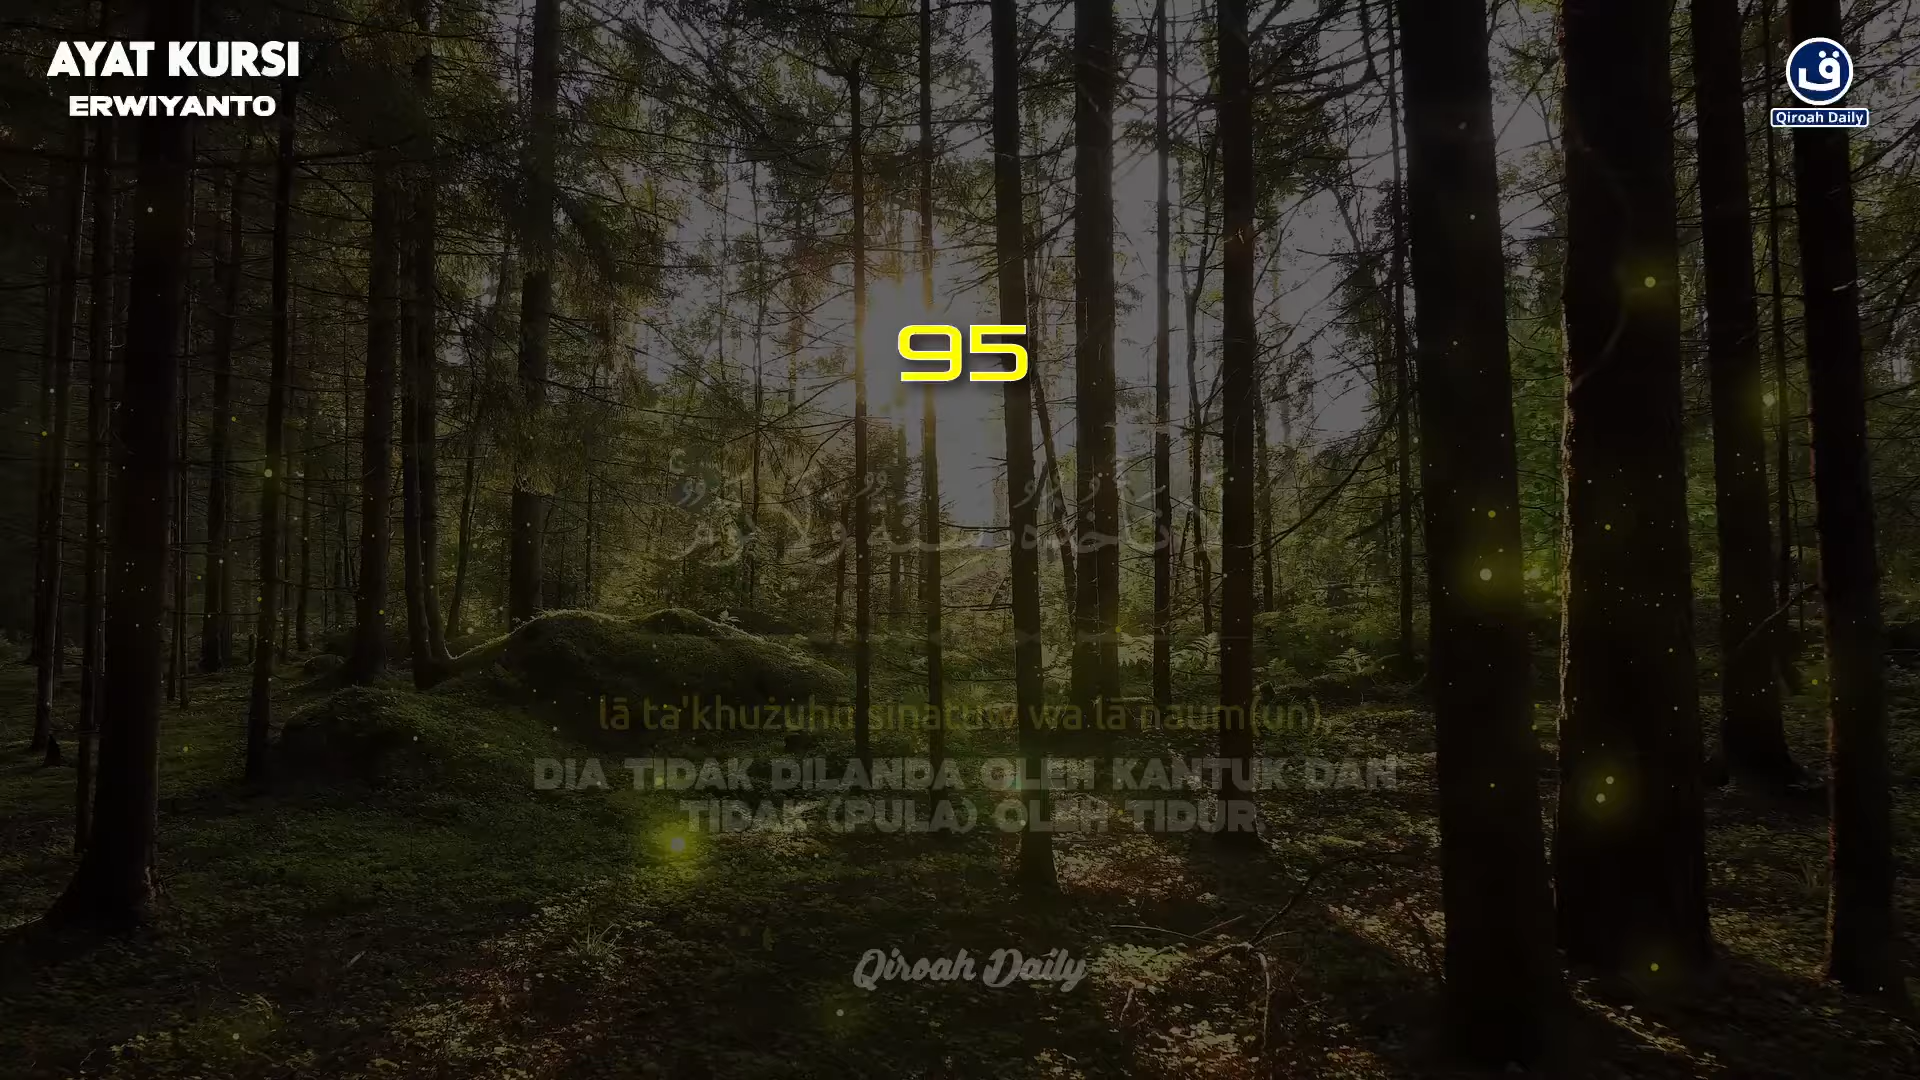 AYAT KURSI
ERWIYANTO
ق
Qiroah Daily
95
لَا تَأْخُذُهُۥ سِنَةٌ وَلَا نَوْمٌ ۚ
lā ta'khużuhū sinatuw wa lā naum(un),
DIA TIDAK DILANDA OLEH KANTUK DAN
TIDAK (PULA) OLEH TIDUR.
Qiroah Daily